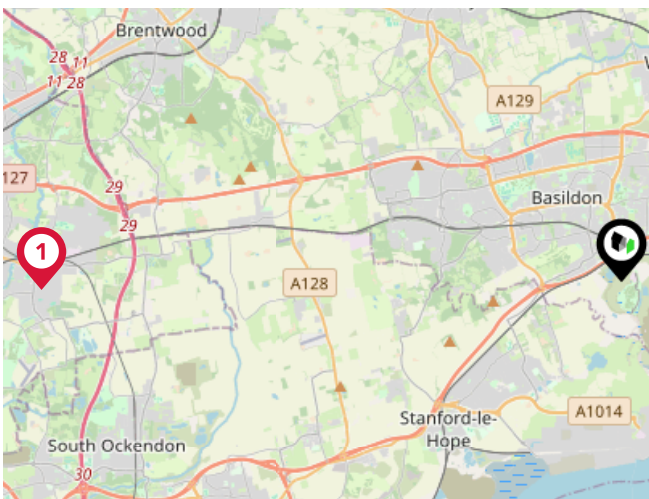 Brentwood
28 11
11 28
A129
127
29
Basildon
29
1
A128
Stanford-le-
Hope
A1014
South Ockendon
30